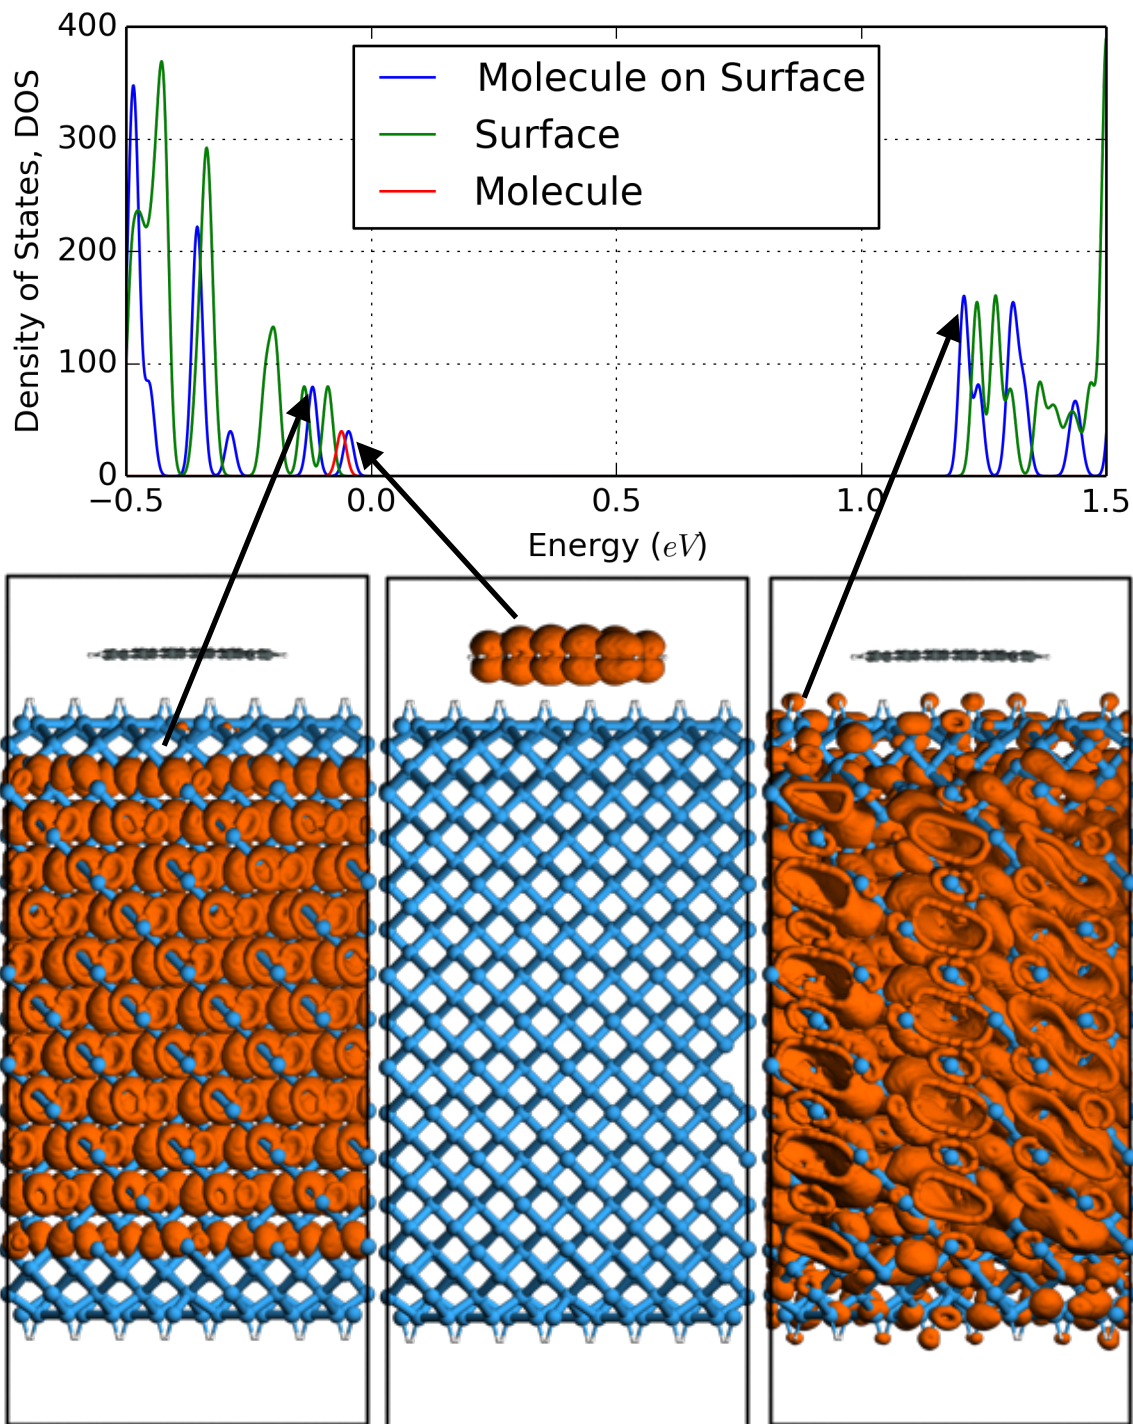 400
300
200
100
0
Density of States, DOS
Molecule on Surface
Surface
Molecule
−0.5 0.0 0.5 1.0 1.5
Energy (eV)